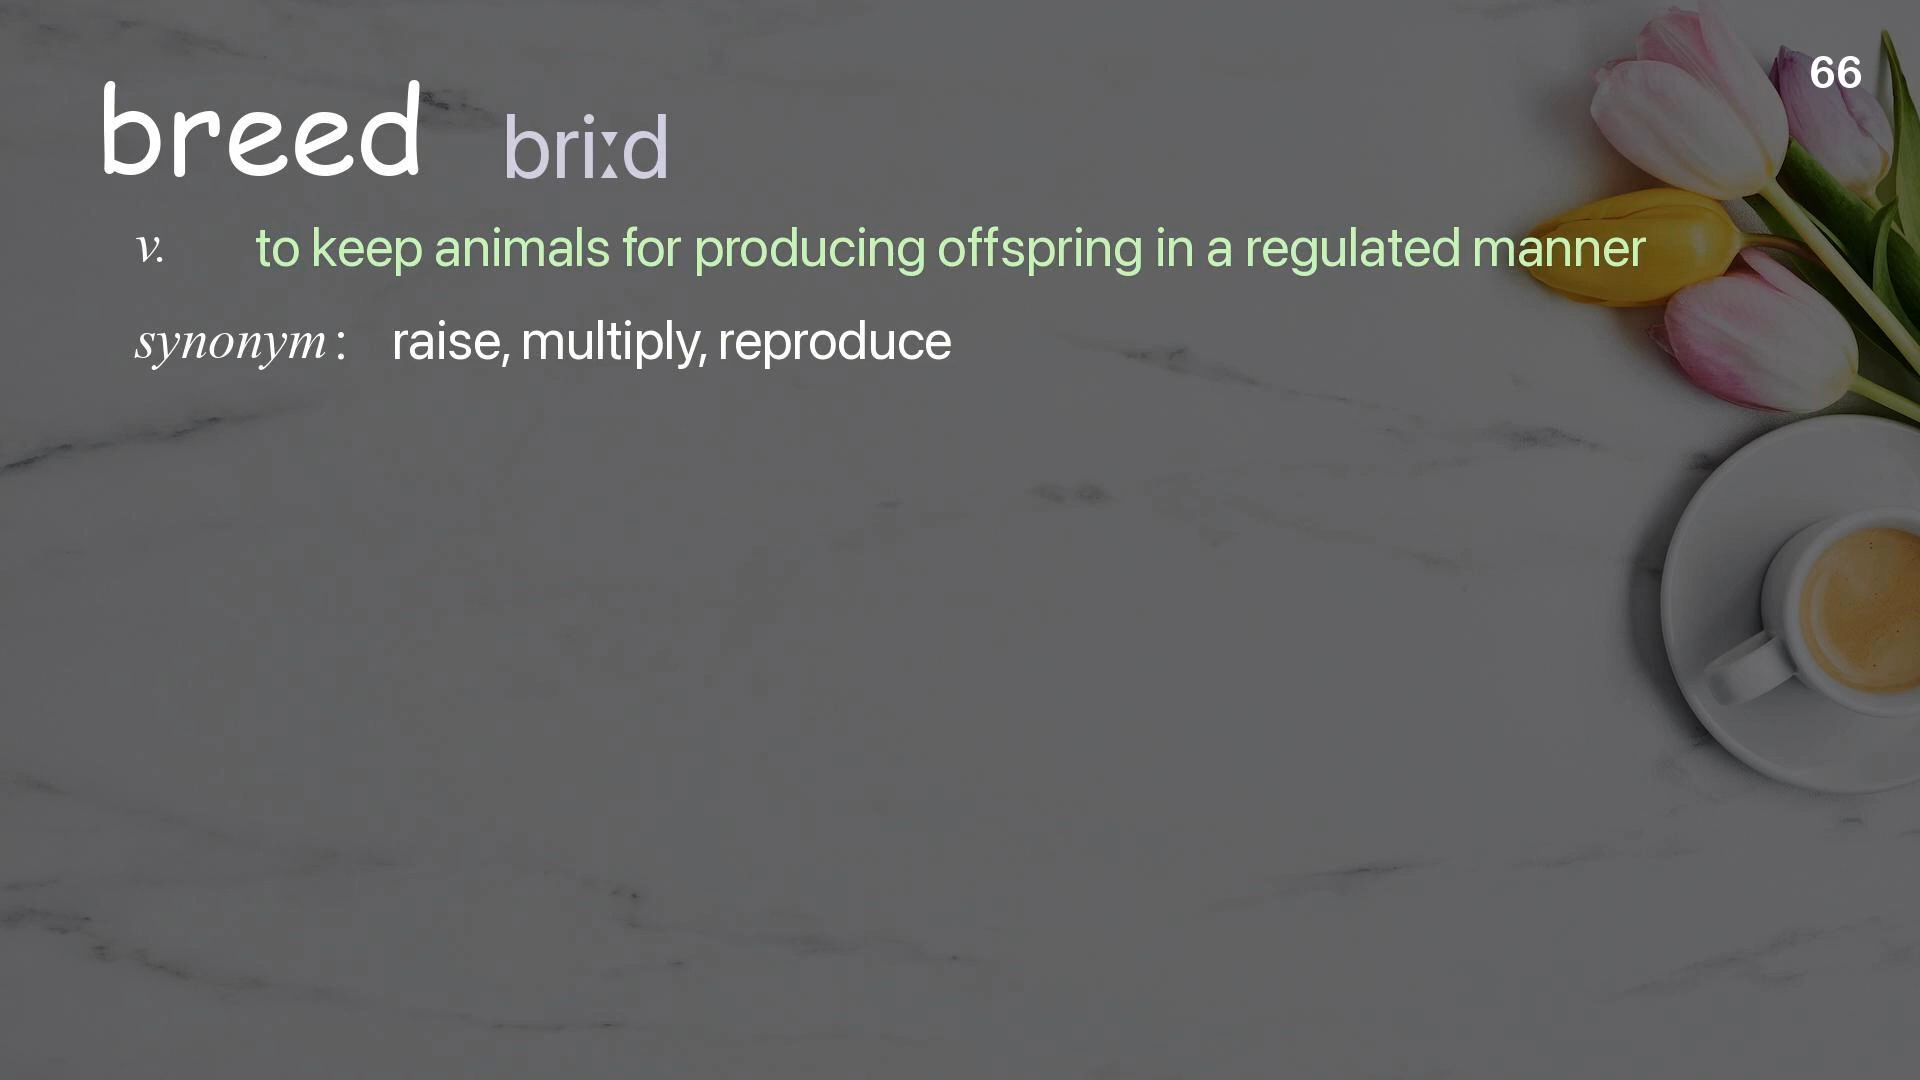 66
breed briːd
v. to keep animals for producing offspring in a regulated manner
synonym : raise, multiply, reproduce